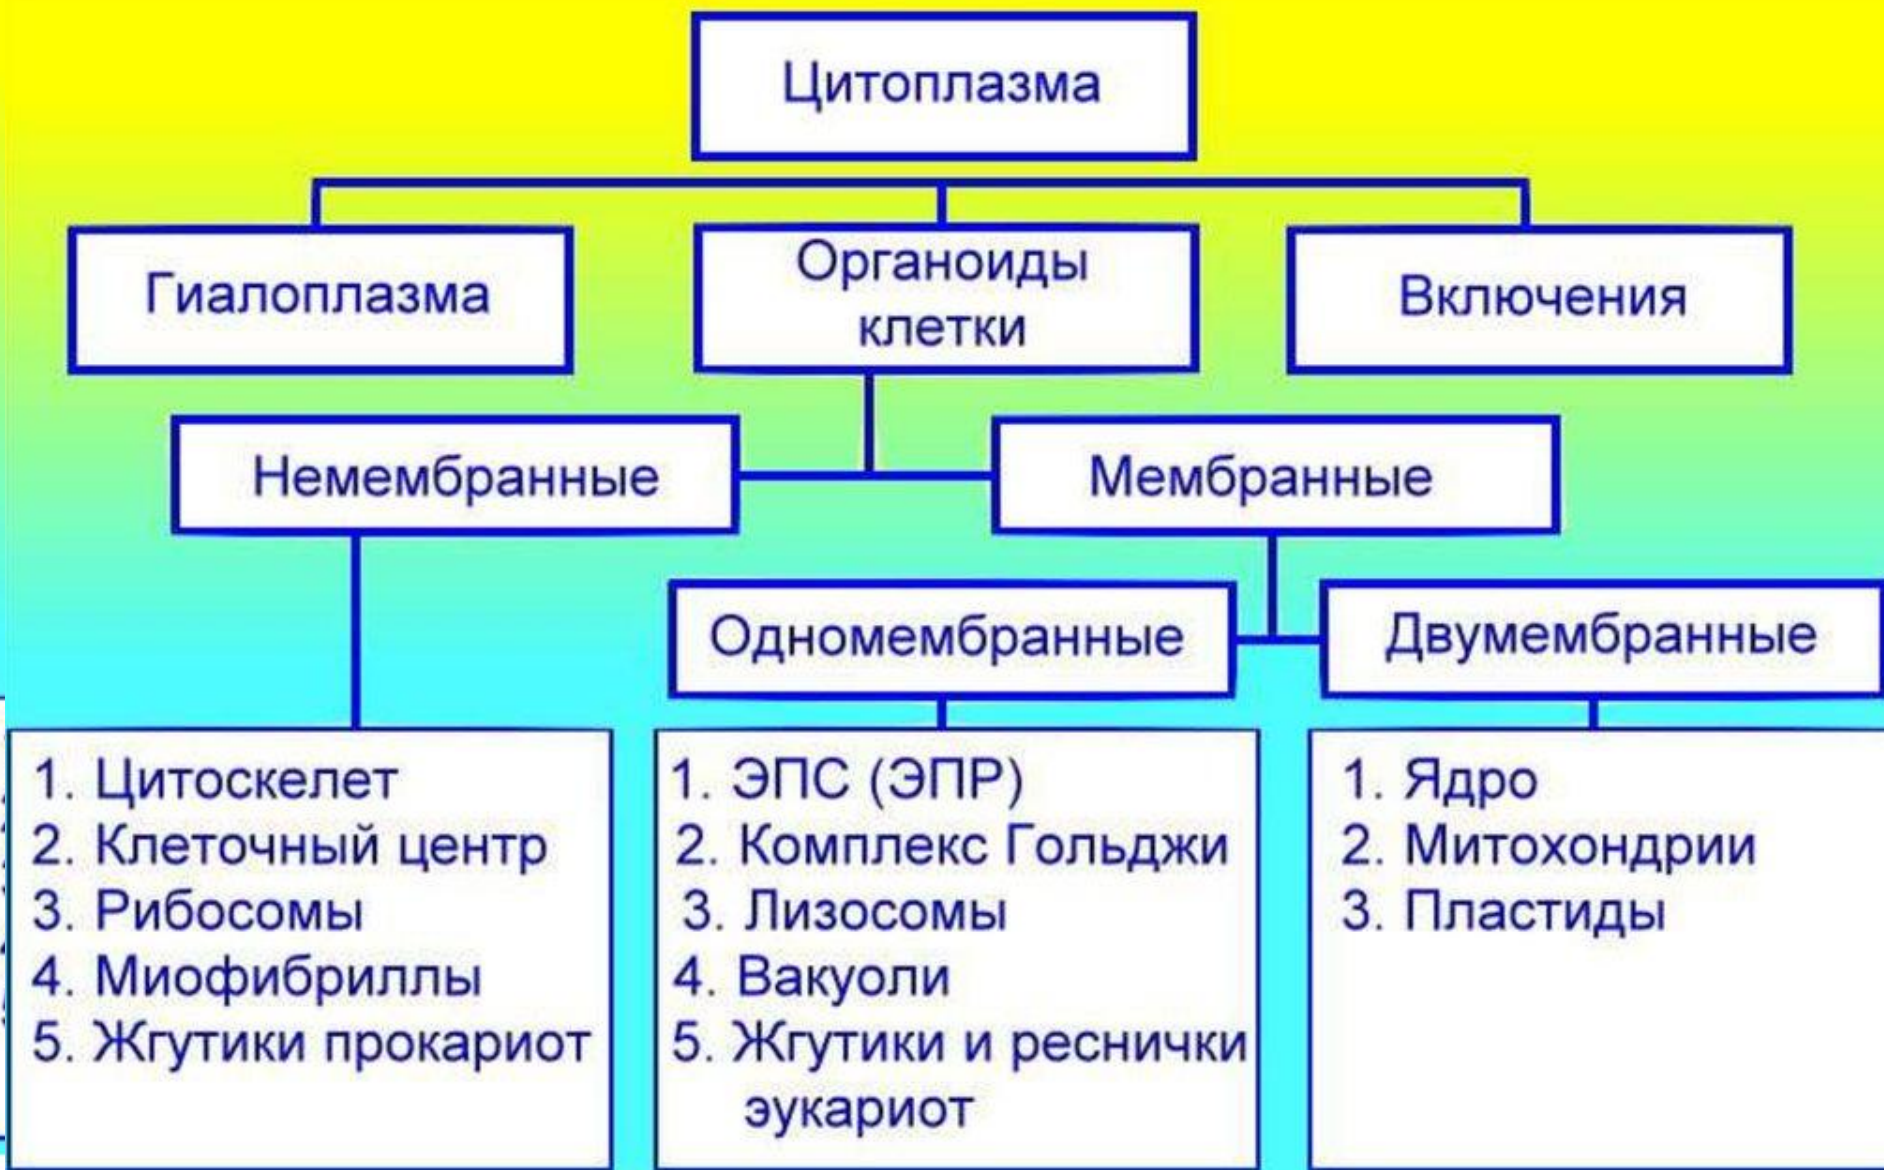 Цитоплазма
Гиалоплазма
Органоиды
клетки
Включения
Немембранные
Мембранные
Одномембранные
Двумембранные
1. Цитоскелет
2. Клеточный центр
3. Рибосомы
4. Миофибриллы
5. Жгутики прокариот
1. ЭПС (ЭПР)
2. Комплекс Гольджи
3. Лизосомы
4. Вакуоли
5. Жгутики и реснички
эукариот
1. Ядро
2. Митохондрии
3. Пластиды